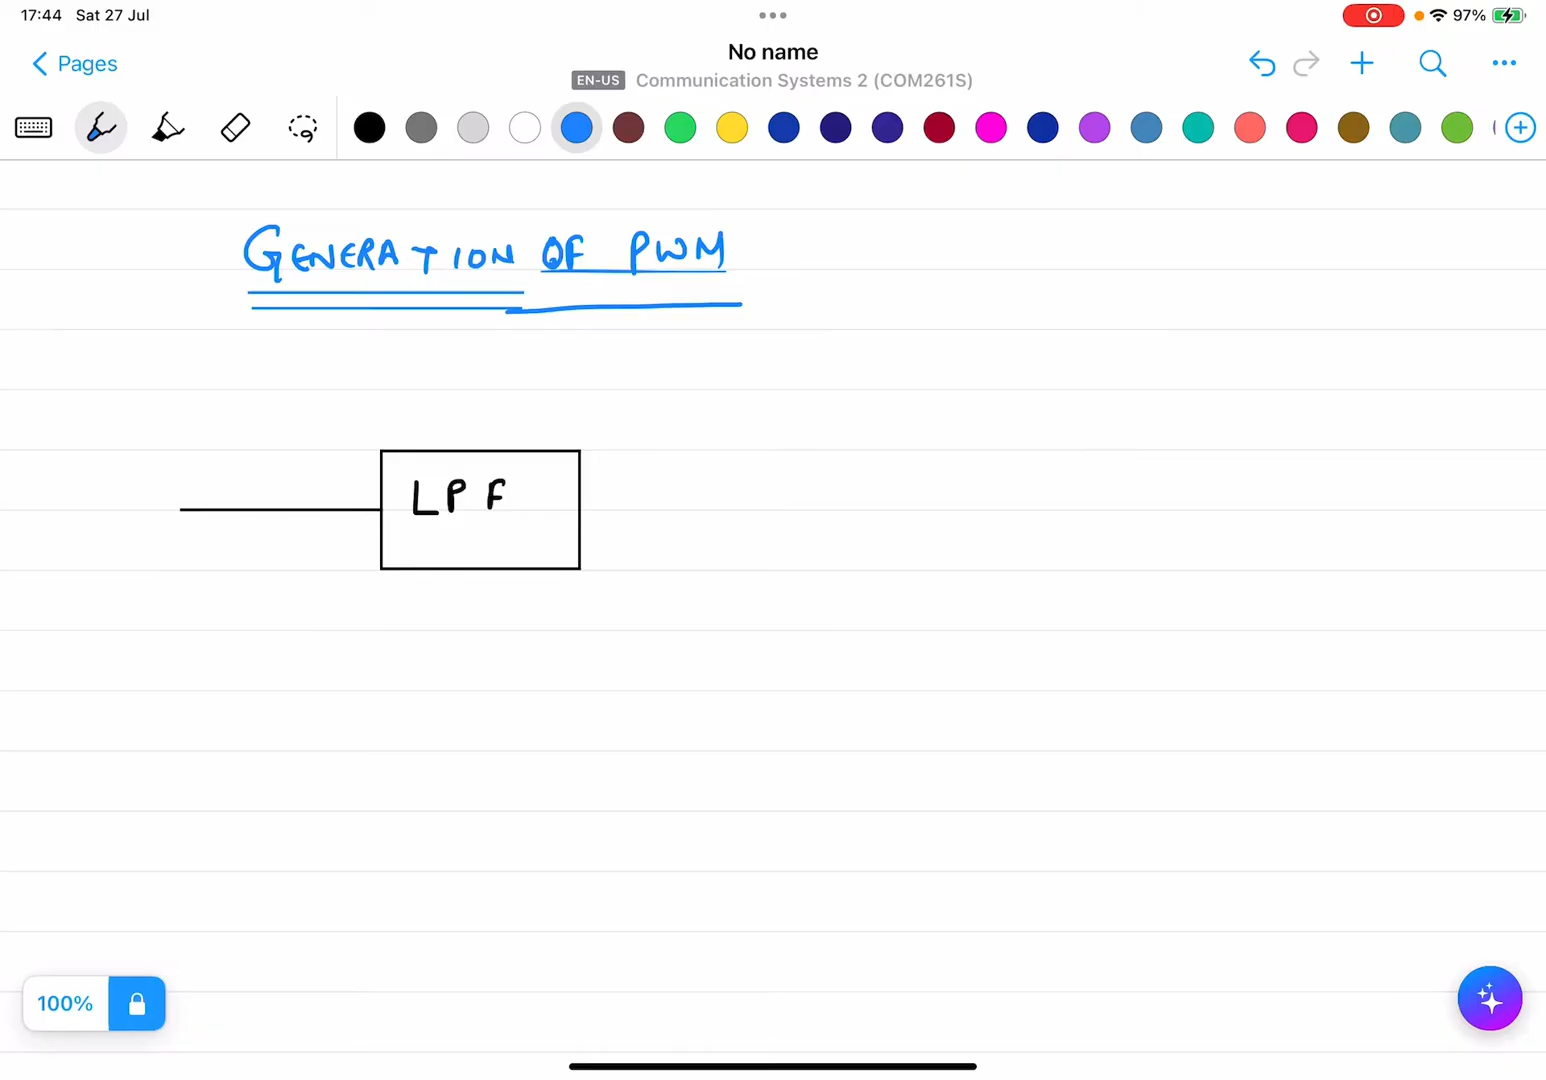 17:44 Sat 27 Jul
97%
Pages
No name
EN-US Communication Systems 2 (COM261S)
GENERATION OF PWM
LPF
100%